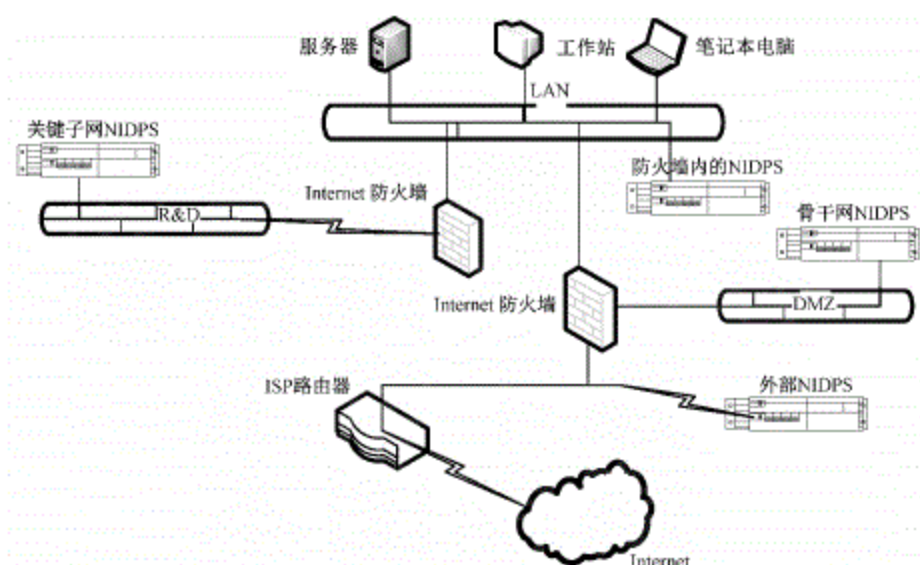 服务器
工作站
笔记本电脑
LAN
关键子网NIDPS
防火墙内的NIDPS
Internet 防火墙
R&D
骨干网NIDPS
Internet 防火墙
DMZ
ISP路由器
外部NIDPS
Internet